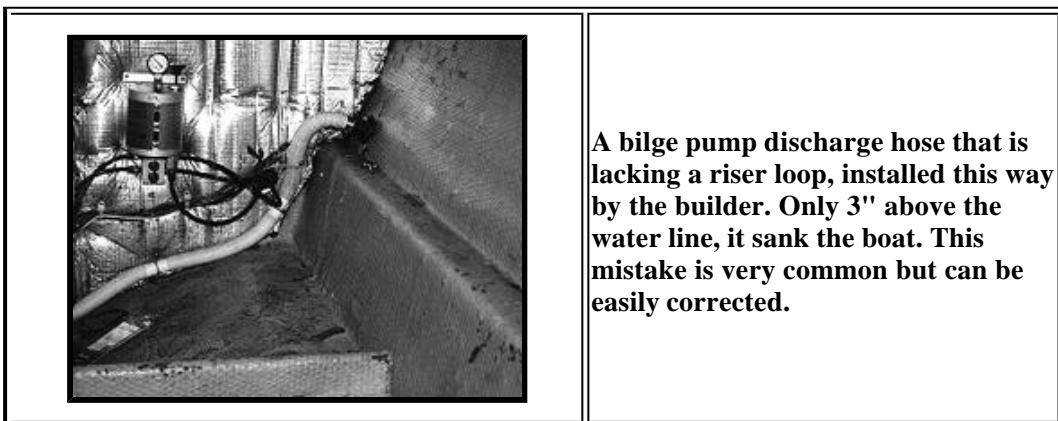 A bilge pump discharge hose that is
lacking a riser loop, installed this way
by the builder. Only 3" above the
water line, it sank the boat. This
mistake is very common but can be
easily corrected.